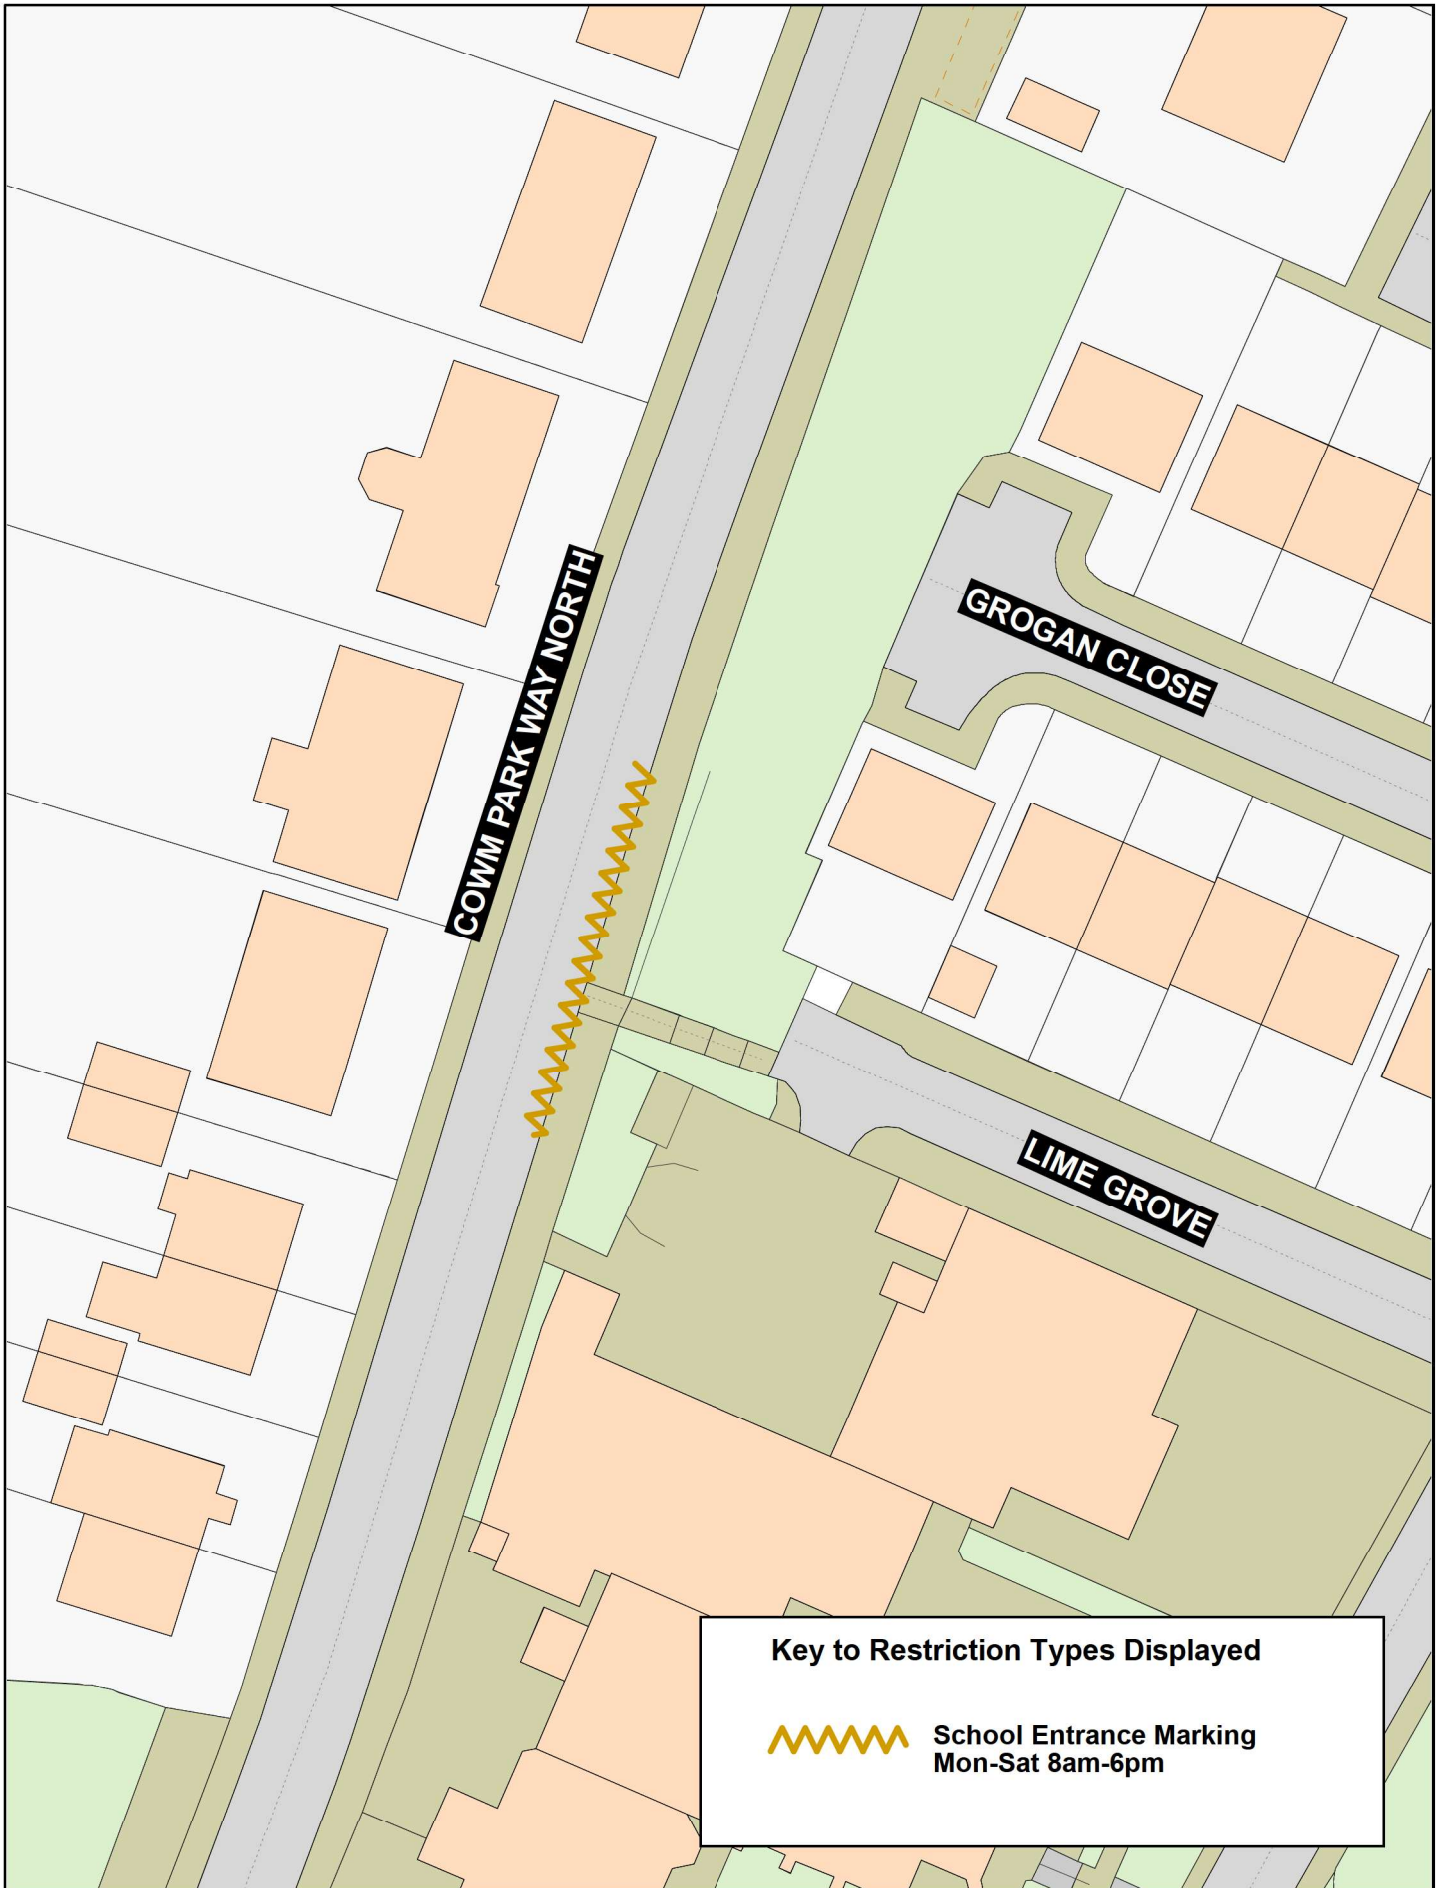 COWM PARK WAY NORTH
GROGAN CLOSE
LIME GROVE
Key to Restriction Types Displayed
School Entrance Marking
Mon-Sat 8am-6pm